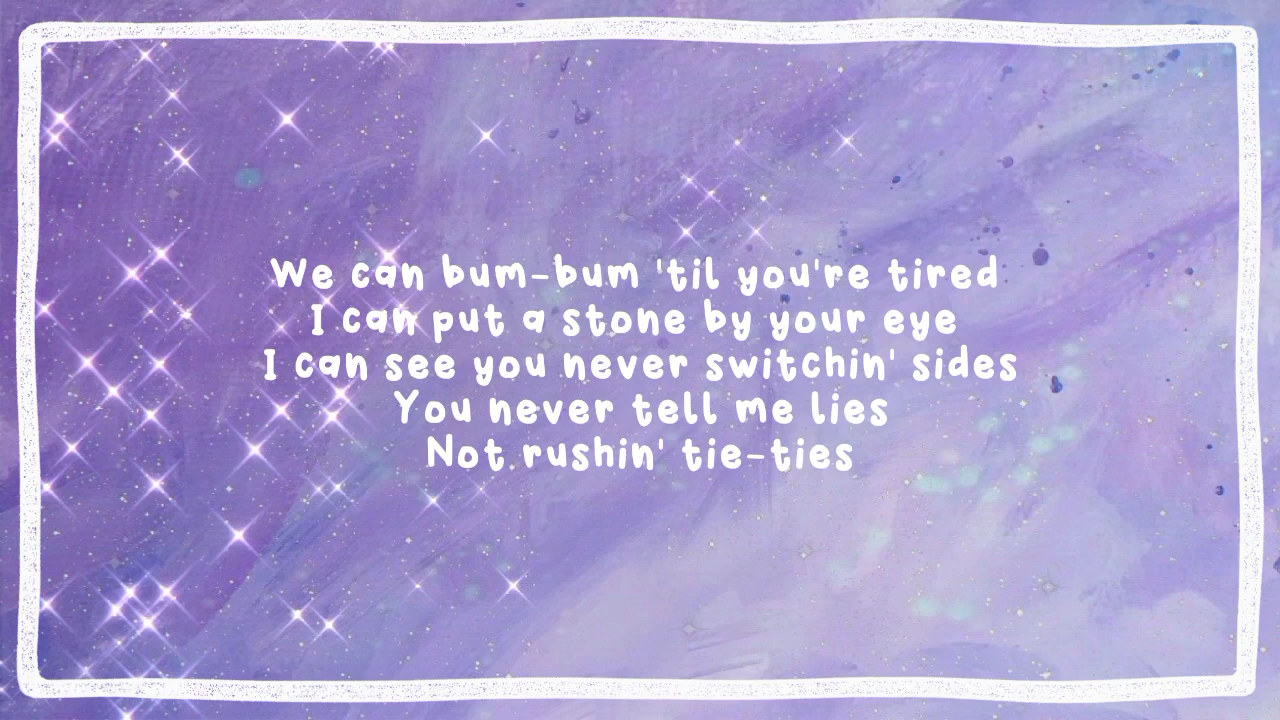 We can bum-bum 'til you're tired
I can put a stone by your eye
I can see you never switchin' sides
You never tell me lies
Not rushin' tie-ties